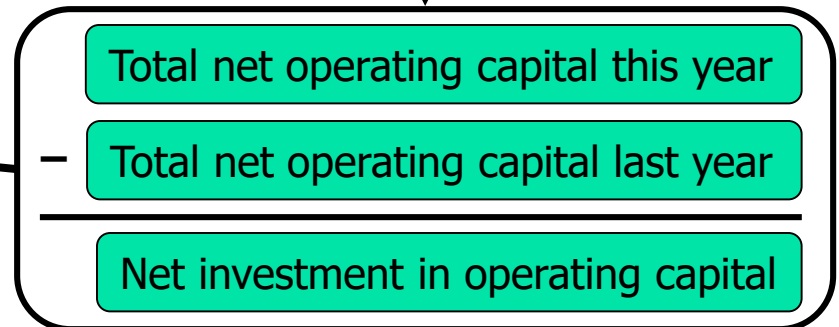 Total net operating capital this year
– Total net operating capital last year
Net investment in operating capital